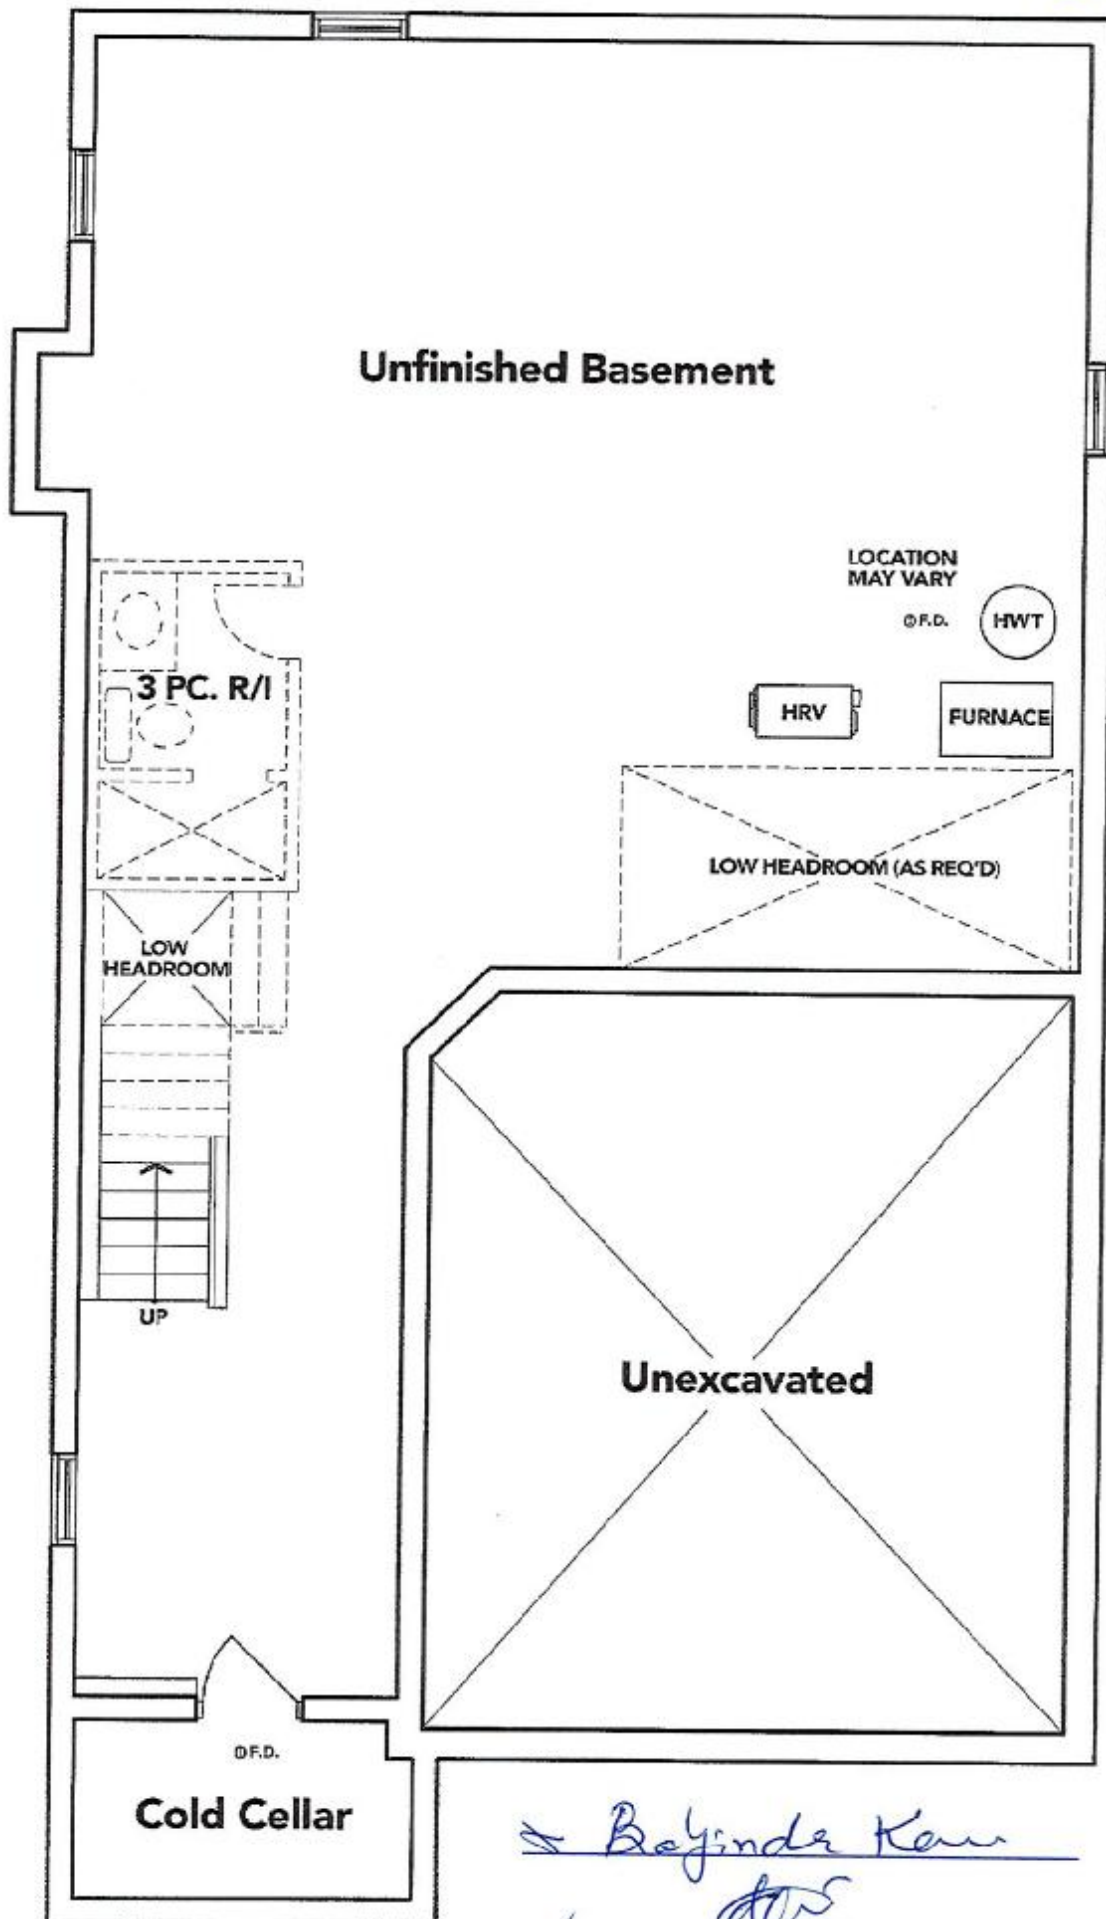 Unfinished Basement
LOCATION
MAY VARY
F.D.
HWT
3 PC. R/I
HRV
FURNACE
LOW HEADROOM (AS REQ'D)
LOW
HEADROOM
UP
Unexcavated
F.D.
Cold Cellar